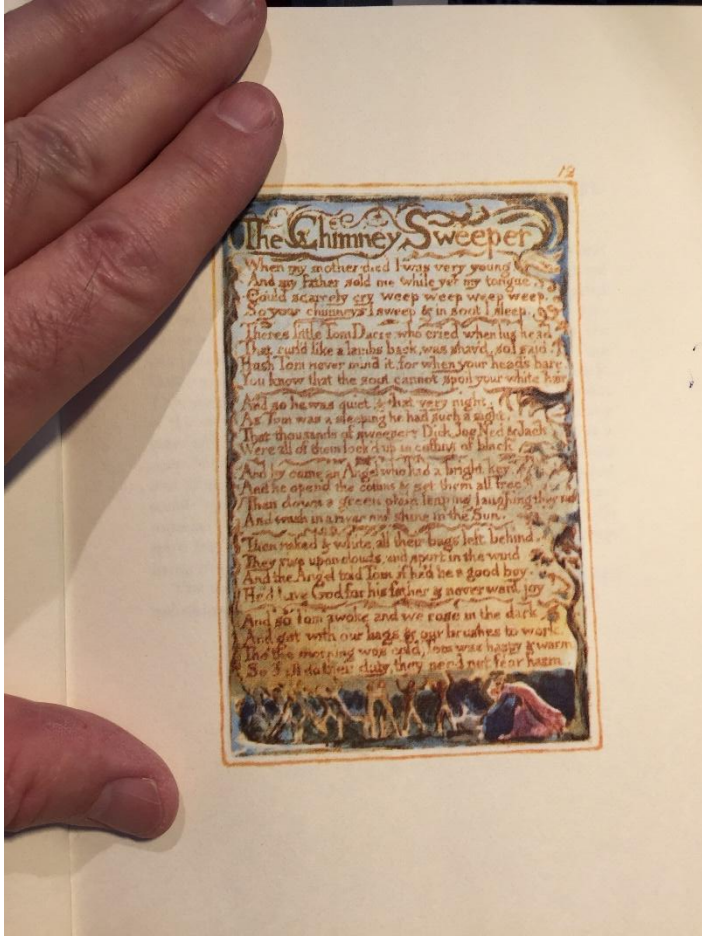 12
The Chimney Sweeper
When my mother died I was very young
And my father sold me while yet my tongue
Could scarcely cry weep weep weep weep.
So your chimneys I sweep & in soot I sleep.
Theres little Tom Dacre who cried when his head
That curld like a lambs back, was shav'd, so I said.
Hush Tom never mind it, for when your head's bare
You know that the soot cannot spoil your white hair
And so he was quiet, & that very night,
As Tom was a sleeping he had such a sight,
That thousands of sweepers Dick, Joe, Ned & Jack
Were all of them lock'd up in coffins of black
And by came an Angel who had a bright key,
And he open'd the coffins & set them all free.
Then down a green plain leaping laughing they run
And wash in a river and shine in the Sun.
Then naked & white, all their bags left behind,
They rise upon clouds, and sport in the wind
And the Angel told Tom if he'd be a good boy,
He'd have God for his father & never want joy
And so Tom awoke and we rose in the dark
And got with our bags & our brushes to work.
Tho' the morning was cold, Tom was happy & warm
So if all do their duty, they need not fear harm.